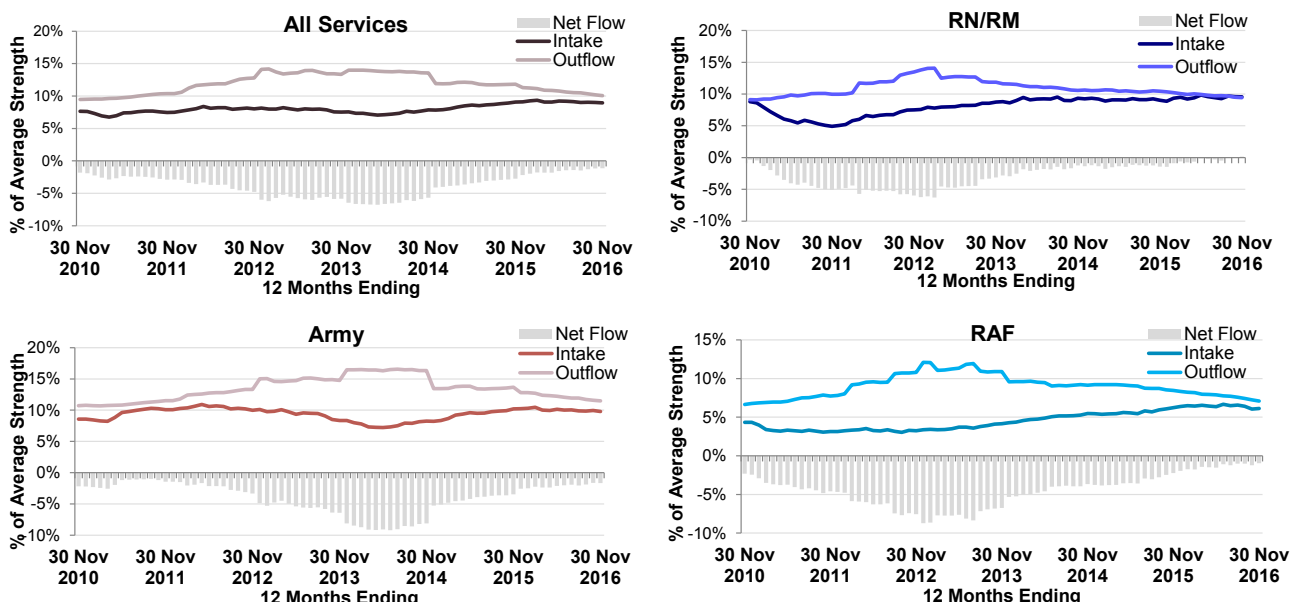 All Services
Net Flow
Intake
Outflow
% of Average Strength
20%
15%
10%
5%
0%
-5%
-10%
30 Nov 30 Nov 30 Nov 30 Nov 30 Nov 30 Nov 30 Nov
2010 2011 2012 2013 2014 2015 2016
12 Months Ending
RN/RM
Net Flow
Intake
Outflow
% of Average Strength
20%
15%
10%
5%
0%
-5%
-10%
30 Nov 30 Nov 30 Nov 30 Nov 30 Nov 30 Nov 30 Nov
2010 2011 2012 2013 2014 2015 2016
12 Months Ending
Army
Net Flow
Intake
Outflow
% of Average Strength
20%
15%
10%
5%
0%
-5%
-10%
30 Nov 30 Nov 30 Nov 30 Nov 30 Nov 30 Nov 30 Nov
2010 2011 2012 2013 2014 2015 2016
12 Months Ending
RAF
Net Flow
Intake
Outflow
% of Average Strength
15%
10%
5%
0%
-5%
-10%
30 Nov 30 Nov 30 Nov 30 Nov 30 Nov 30 Nov 30 Nov
2010 2011 2012 2013 2014 2015 2016
12 Months Ending